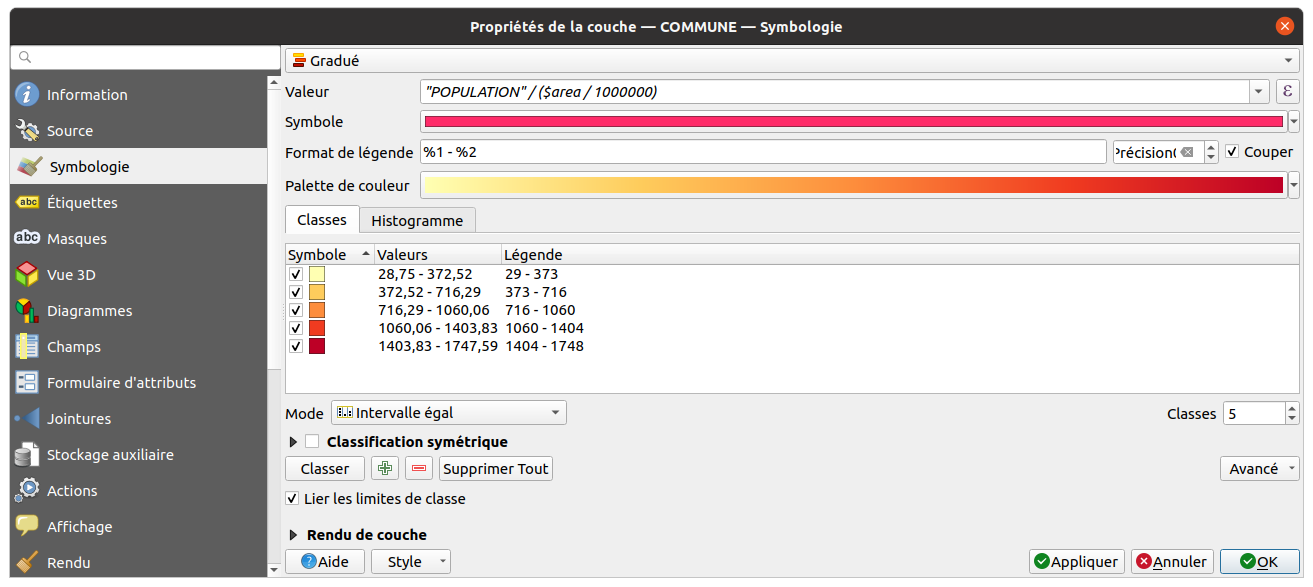 Propriétés de la couche — COMMUNE — Symbologie
Information
Source
Symbologie
abc Étiquettes
abc Masques
Vue 3D
Diagrammes
Champs
Formulaire d'attributs
Jointures
Stockage auxiliaire
Actions
Affichage
Rendu
Gradué
Valeur "POPULATION" / ($area / 1000000) ε
Symbole
Format de légende %1 - %2 Précision( Couper
Palette de couleur
Classes Histogramme
Symbole Valeurs Légende
28,75 - 372,52 29 - 373
372,52 - 716,29 373 - 716
716,29 - 1060,06 716 - 1060
1060,06 - 1403,83 1060 - 1404
1403,83 - 1747,59 1404 - 1748
Mode Intervalle égal Classes 5
Classification symétrique
Classer Supprimer Tout Avancé
Lier les limites de classe
Rendu de couche
Aide Style Appliquer Annuler OK